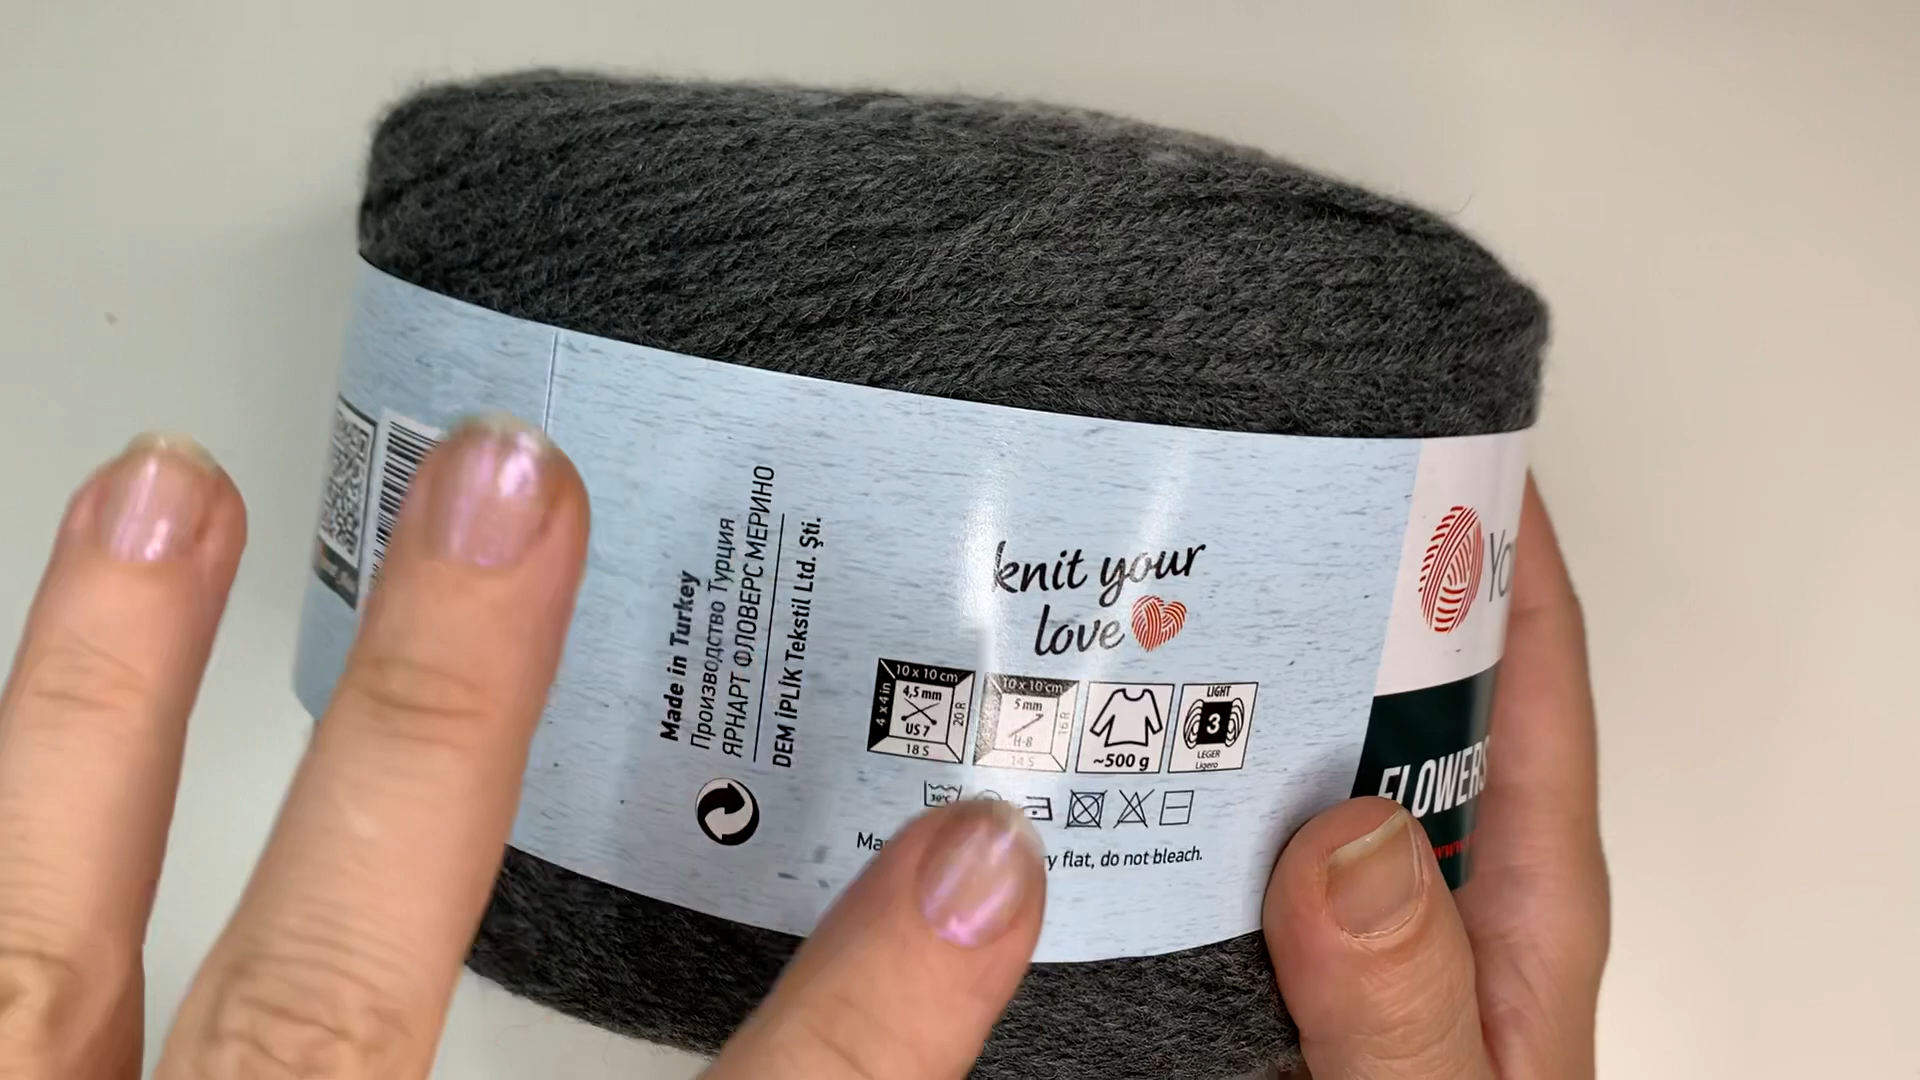 Made in Turkey
Производство Турция
ЯРНАРТ ФЛОВЕРС МЕРИНО
DEM İPLİK Tekstil Ltd. Şti.
knit your
love
10 x 10 cm
4 x 4 in
4,5 mm
US 7
20 R
18 S
10 x 10 cm
5 mm
H-8
16 R
14 S
~500 g
LIGHT
3
LEGER
Ligero
30°C
flat, do not bleach.
FLOWERS